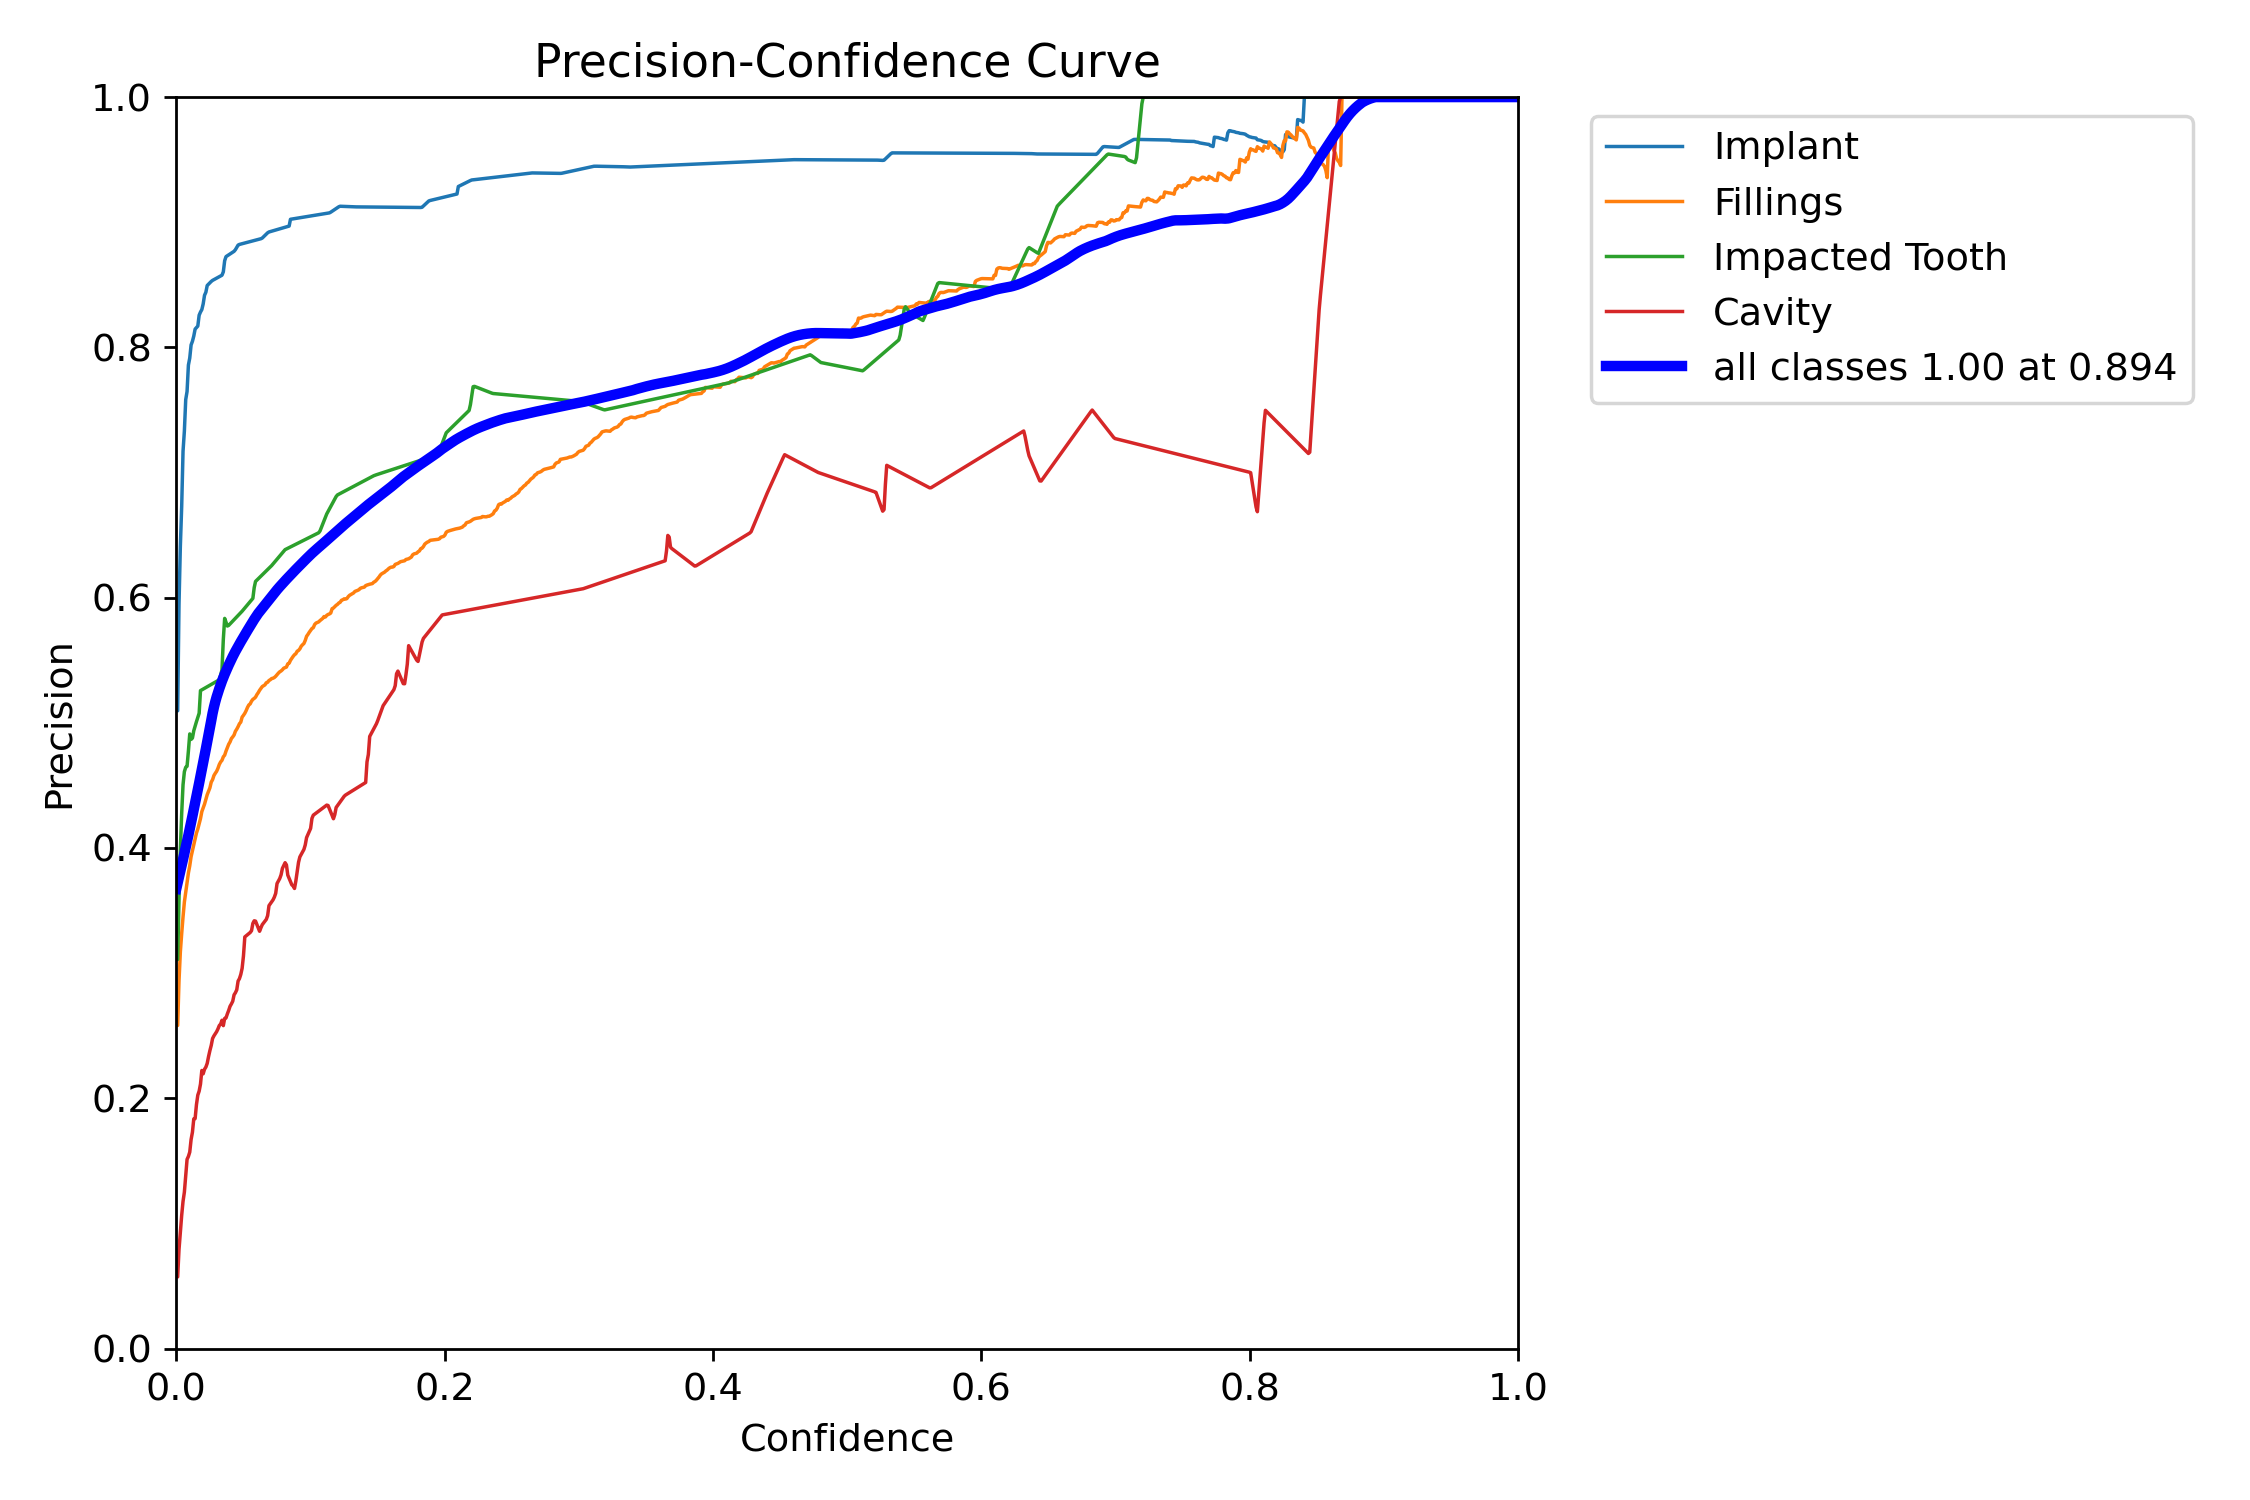 Precision-Confidence Curve
1.0
0.8
0.6
0.4
0.2
0.0
Precision
0.0 0.2 0.4 0.6 0.8 1.0
Confidence
Implant
Fillings
Impacted Tooth
Cavity
all classes 1.00 at 0.894